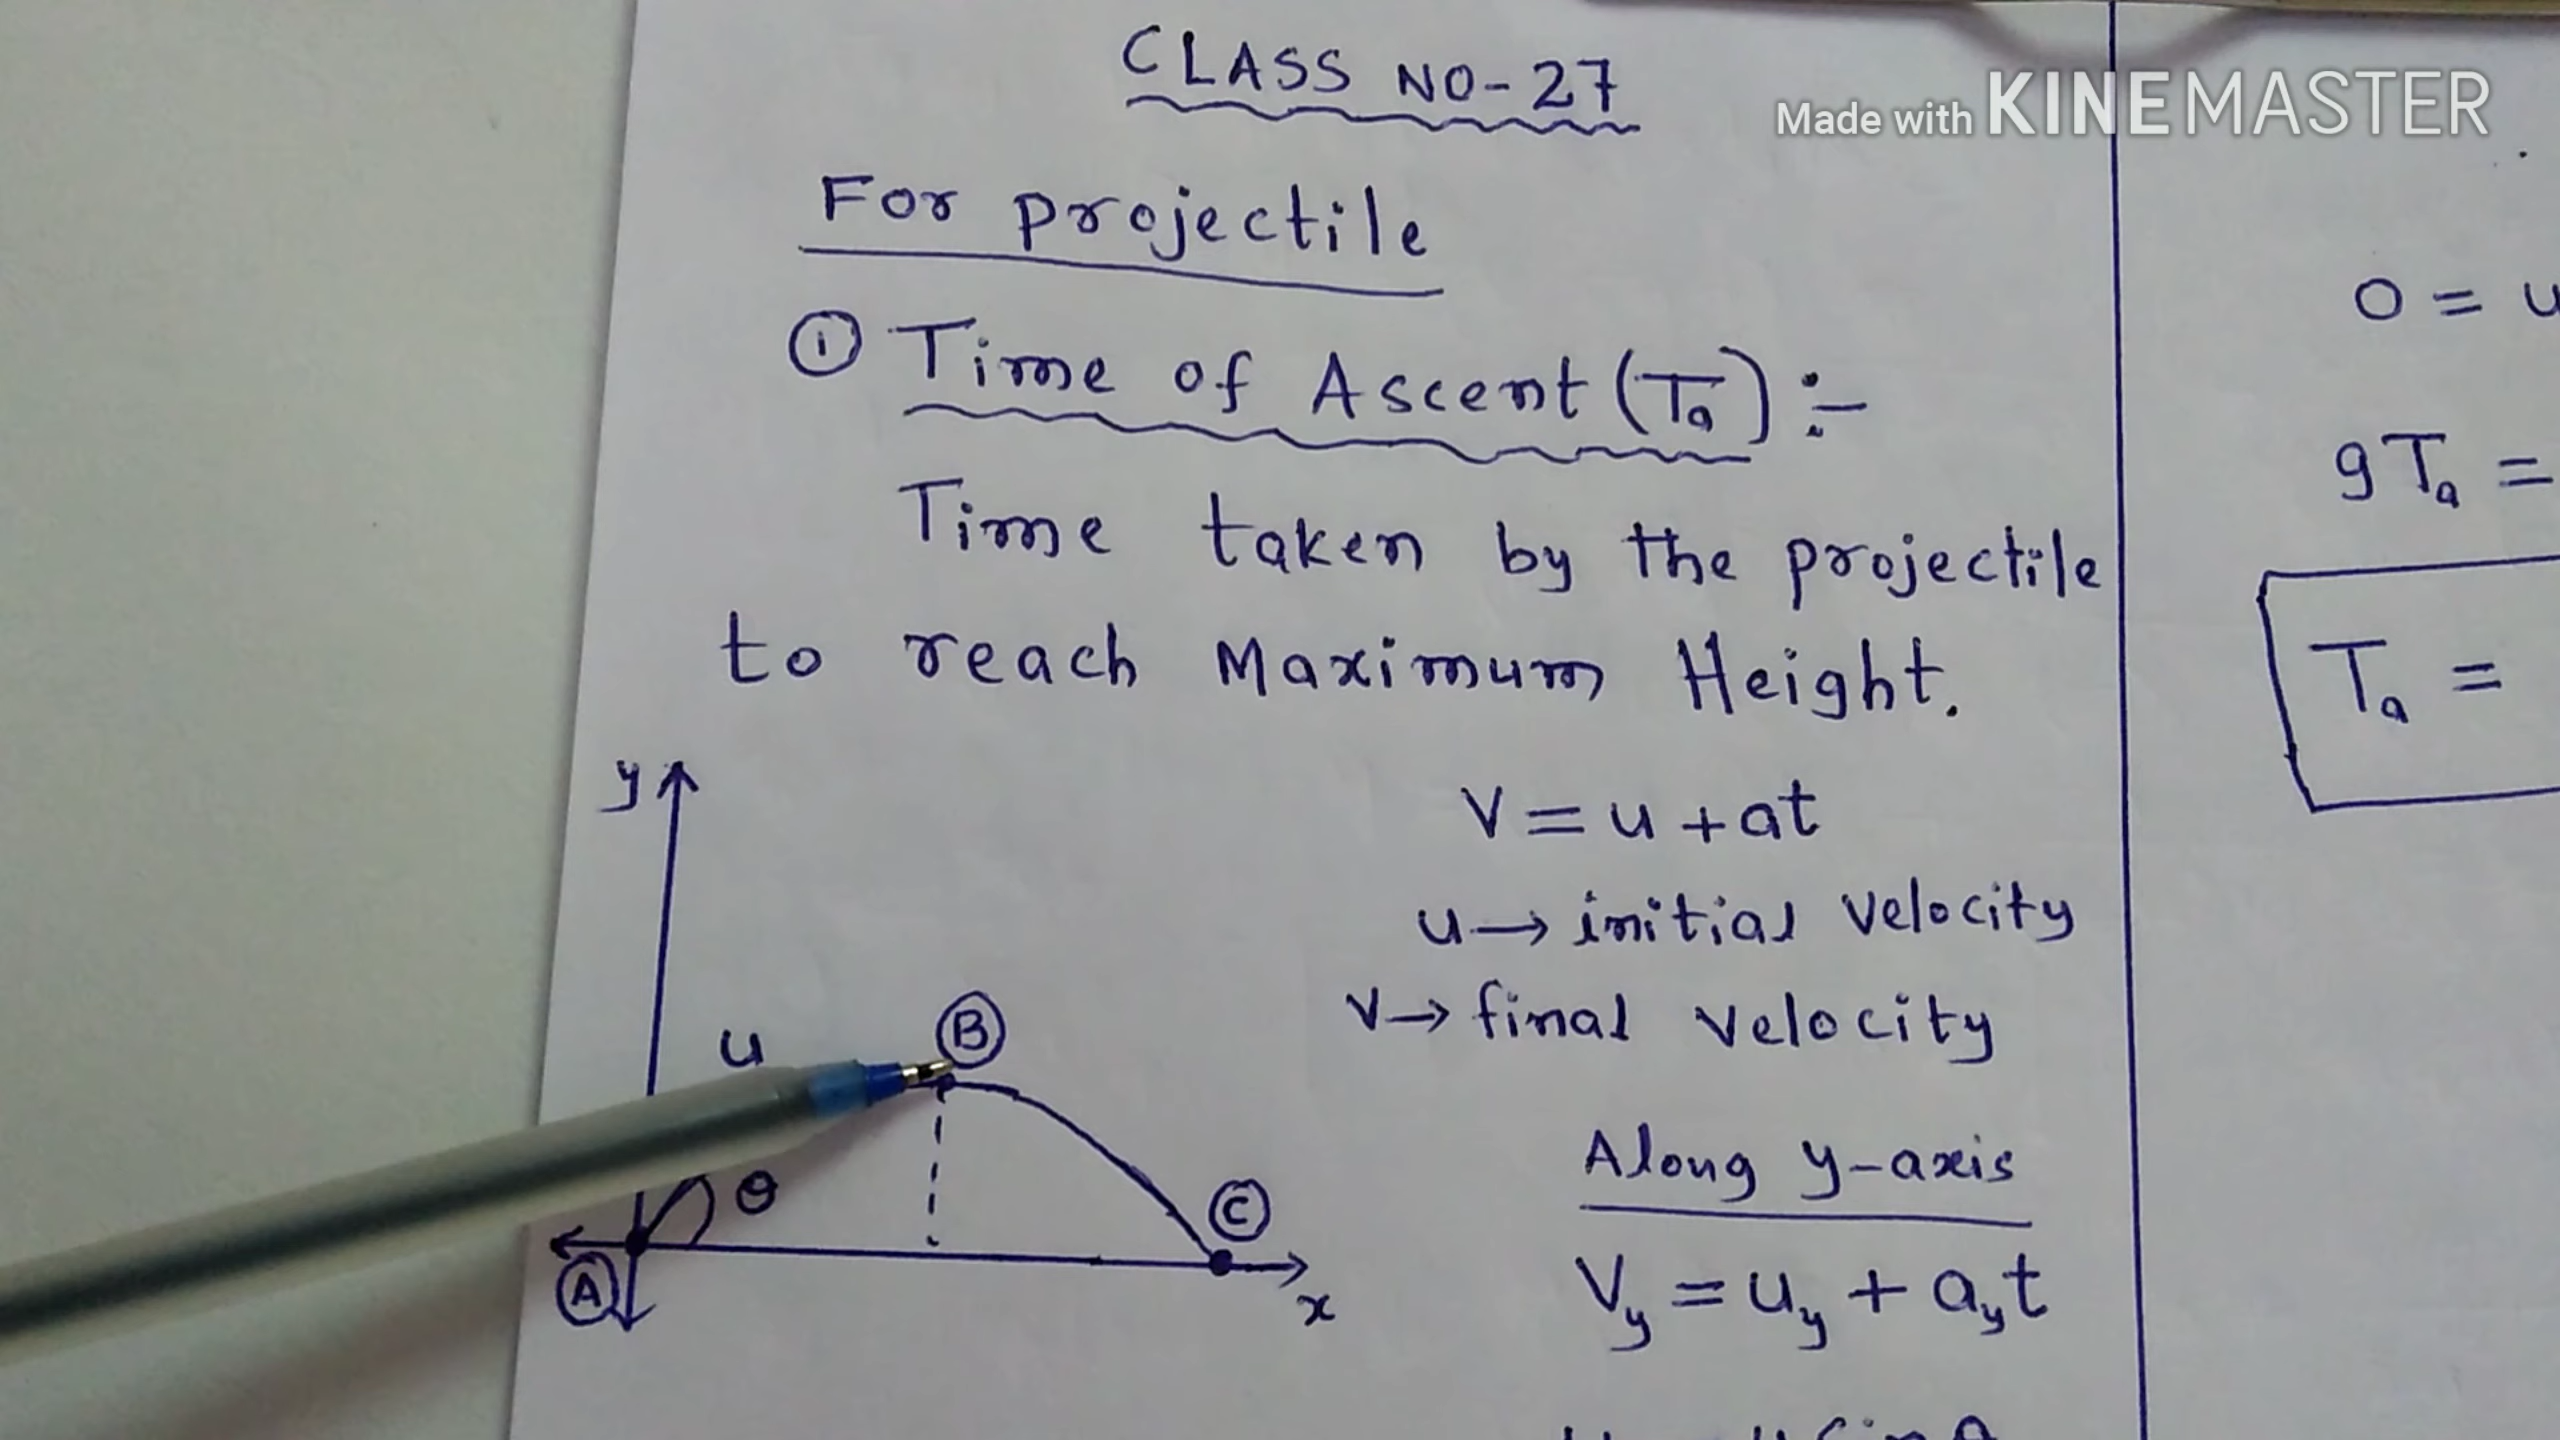 CLASS NO-27
Made with KINEMASTER
For projectile
① Time of Ascent (Ta) :-
Time taken by the projectile
to reach Maximum Height.
y
V = u + at
u → initial velocity
V → final velocity
B
u
θ
A
C
x
Along y-axis
Vy = uy + ayt
0 = u
gTa =
Ta =